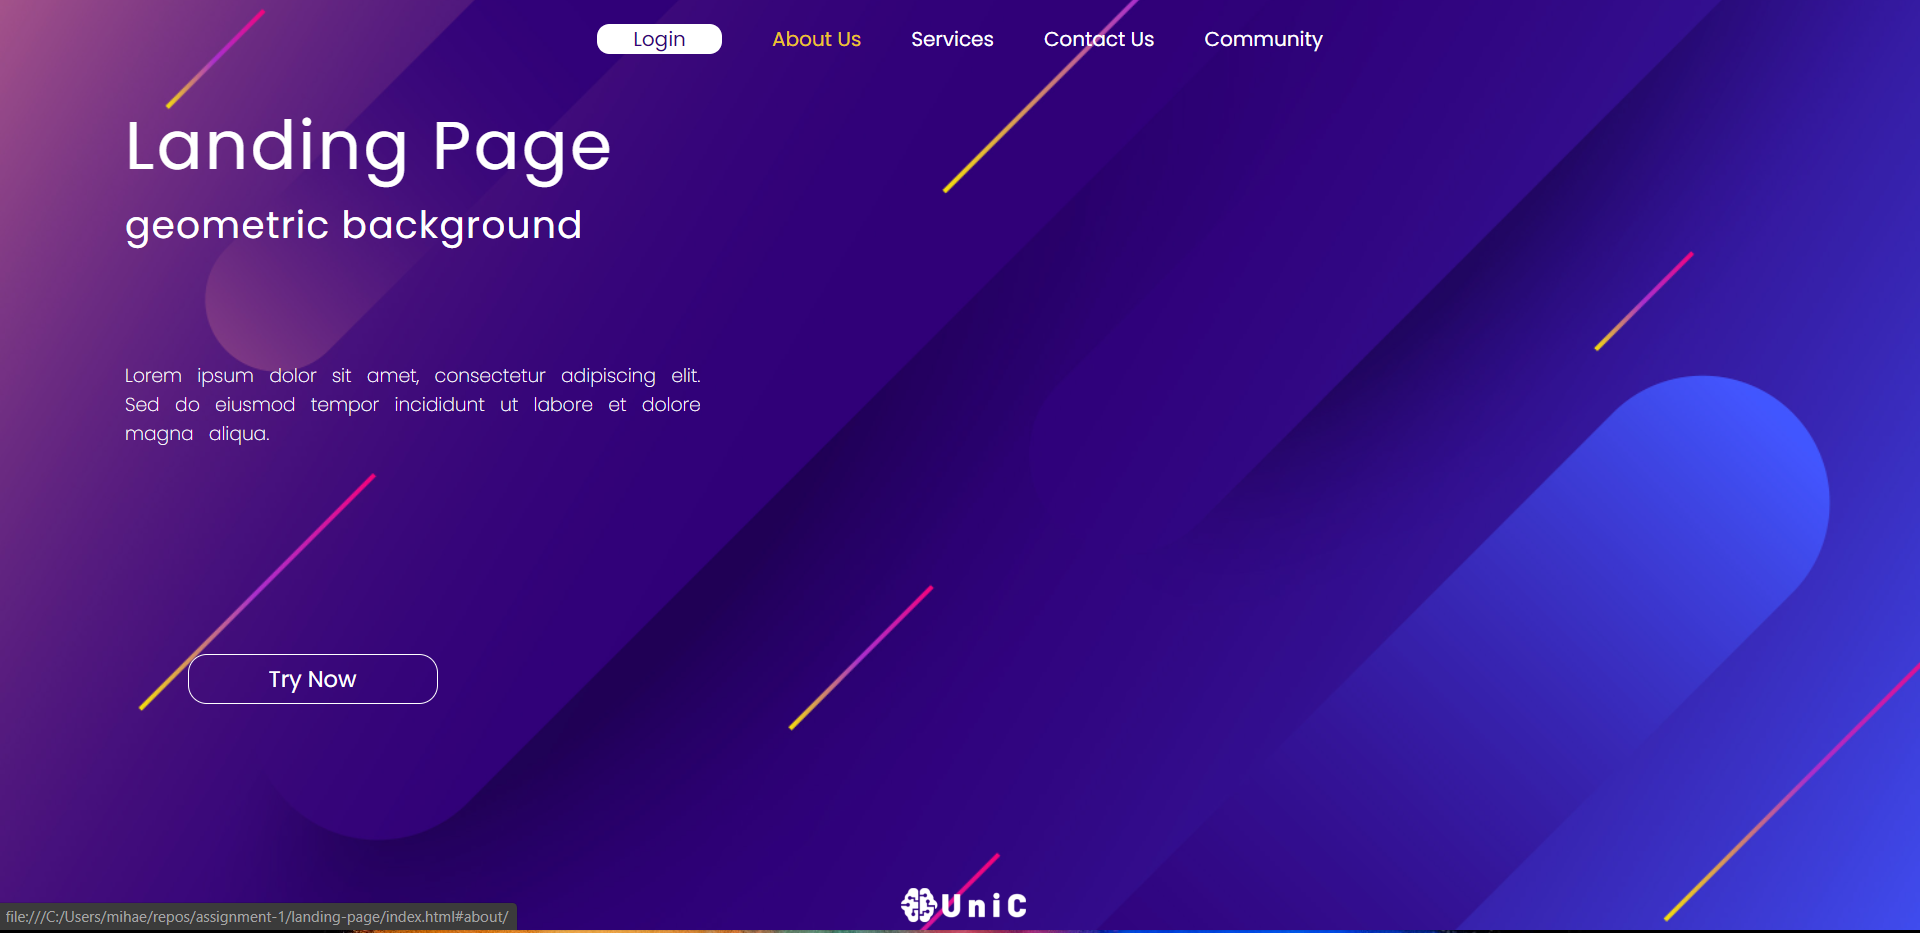 Login About Us Services Contact Us Community
Landing Page
geometric background
Lorem ipsum dolor sit amet, consectetur adipiscing elit.
Sed do eiusmod tempor incididunt ut labore et dolore
magna aliqua.
Try Now
UniC
file:///C:/Users/mihae/repos/assignment-1/landing-page/index.html#about/